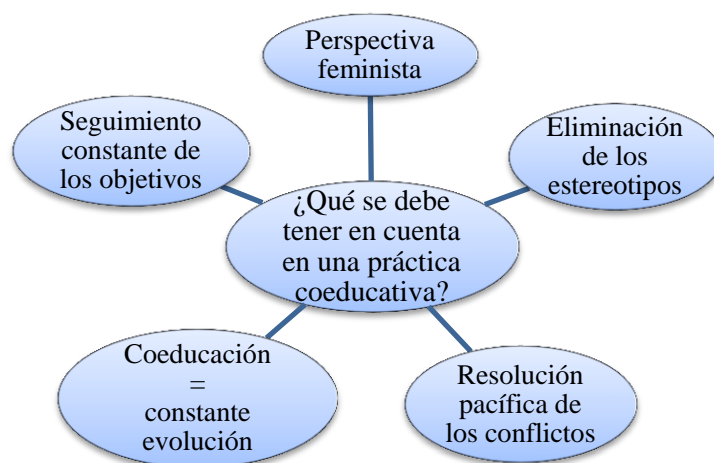 Perspectiva
feminista
Seguimiento
constante de
los objetivos
Eliminación
de los
estereotipos
¿Qué se debe
tener en cuenta
en una práctica
coeducativa?
Coeducación
=
constante
evolución
Resolución
pacífica de
los conflictos